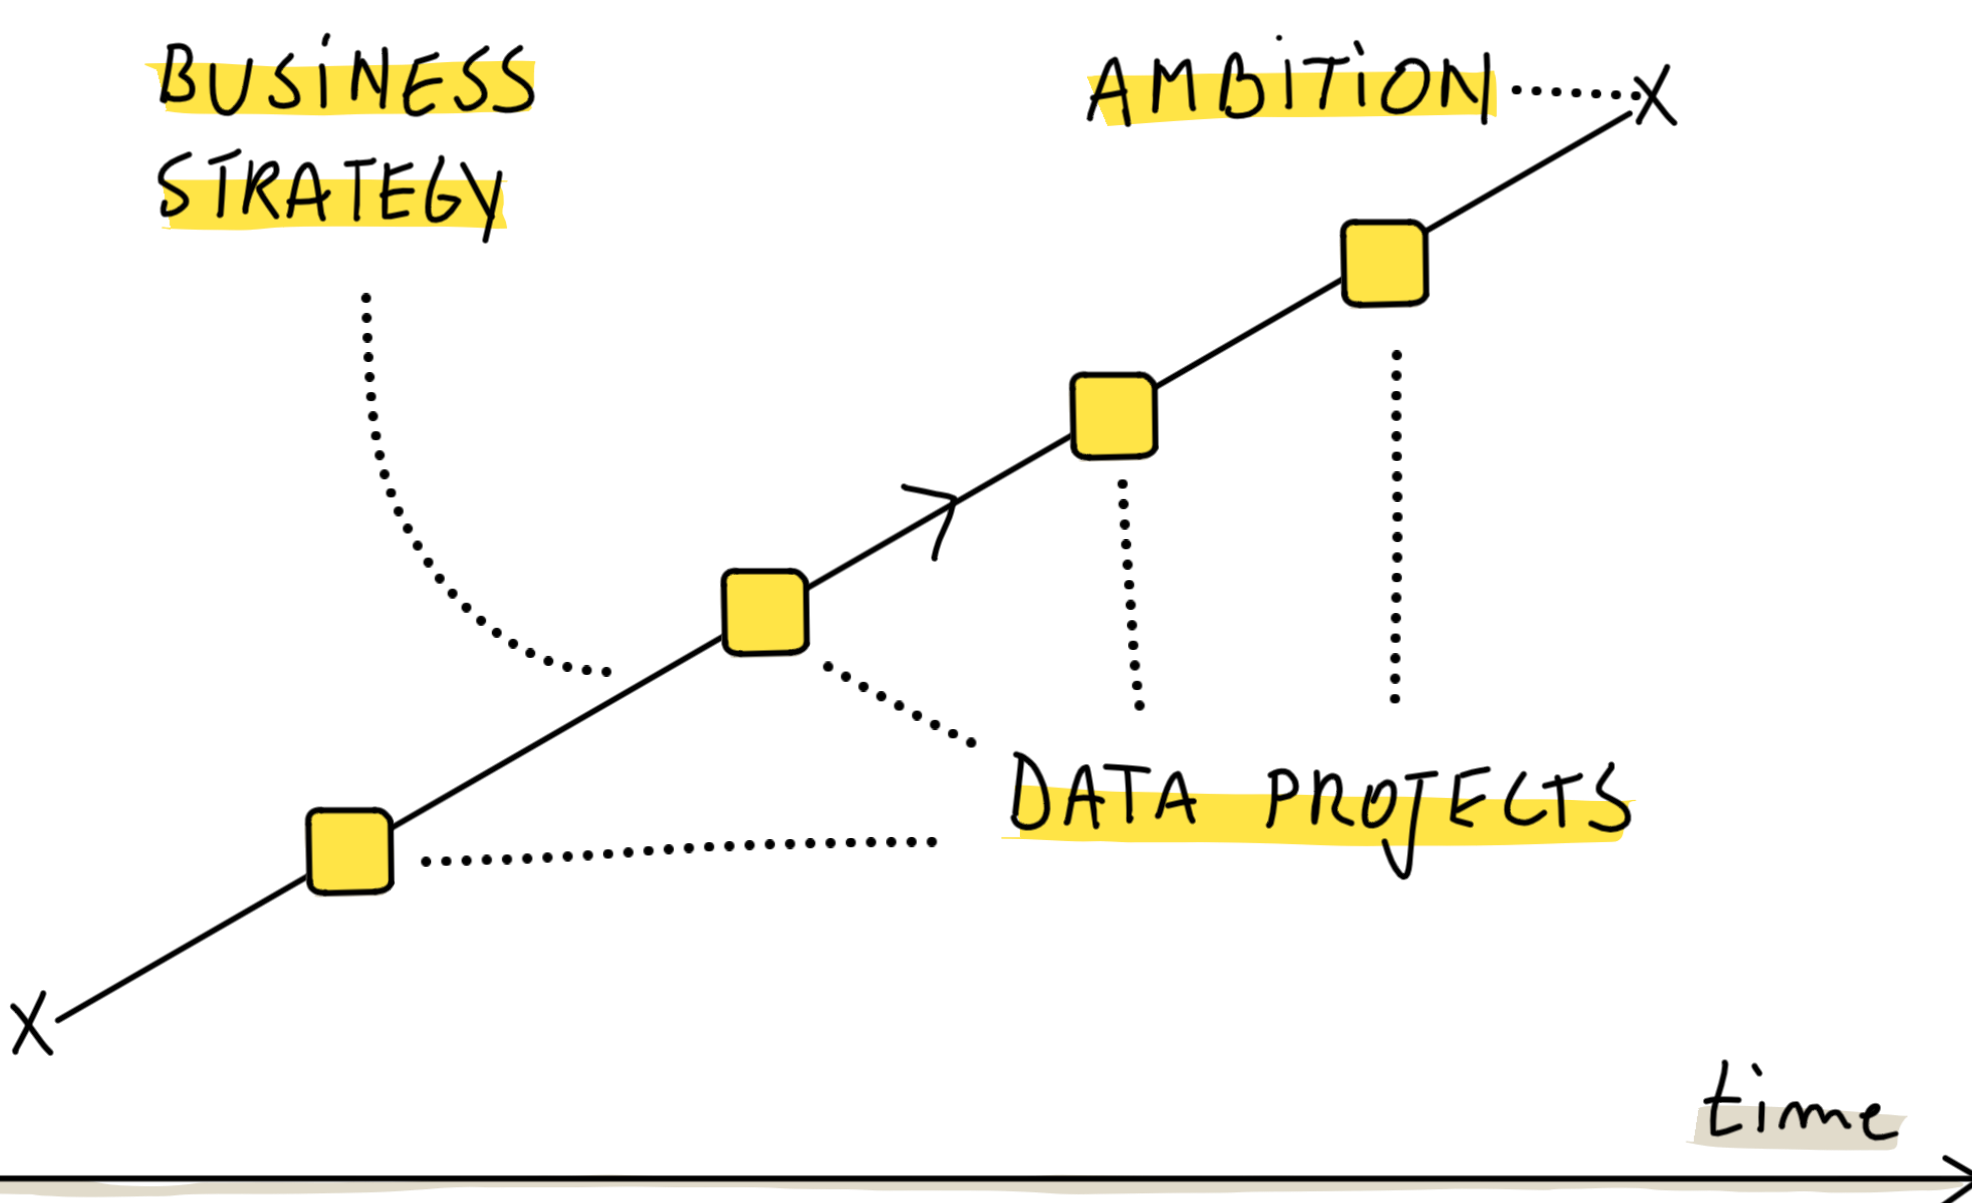 BUSINESS
STRATEGY
AMBITION
X
DATA PROJECTS
X
time